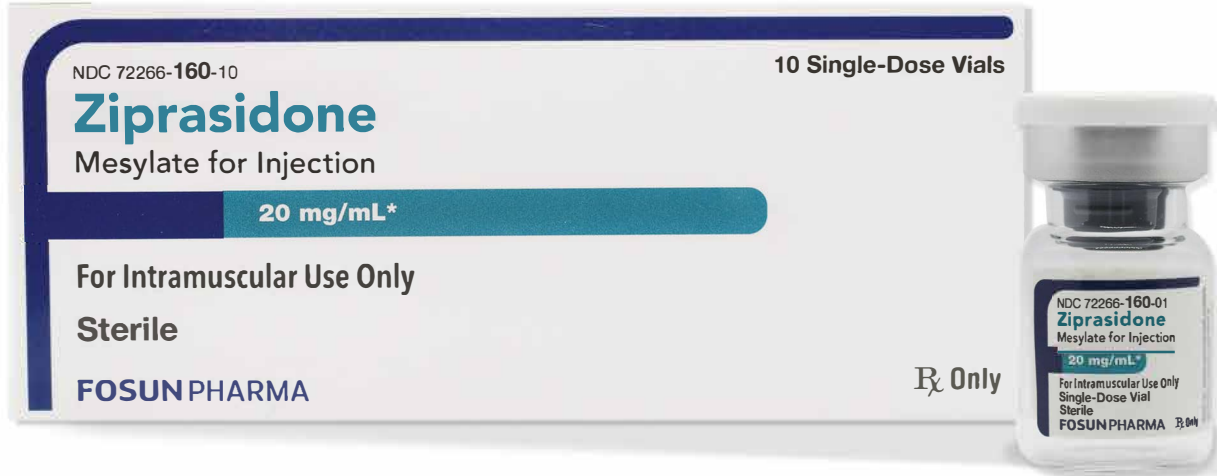 NDC 72266-160-10
10 Single-Dose Vials
Ziprasidone
Mesylate for Injection
20 mg/mL*
For Intramuscular Use Only
Sterile
FOSUN PHARMA
Rx Only
NDC 72266-160-01
Ziprasidone
Mesylate for Injection
20 mg/mL*
For Intramuscular Use Only
Single-Dose Vial
Sterile
FOSUN PHARMA Rx Only